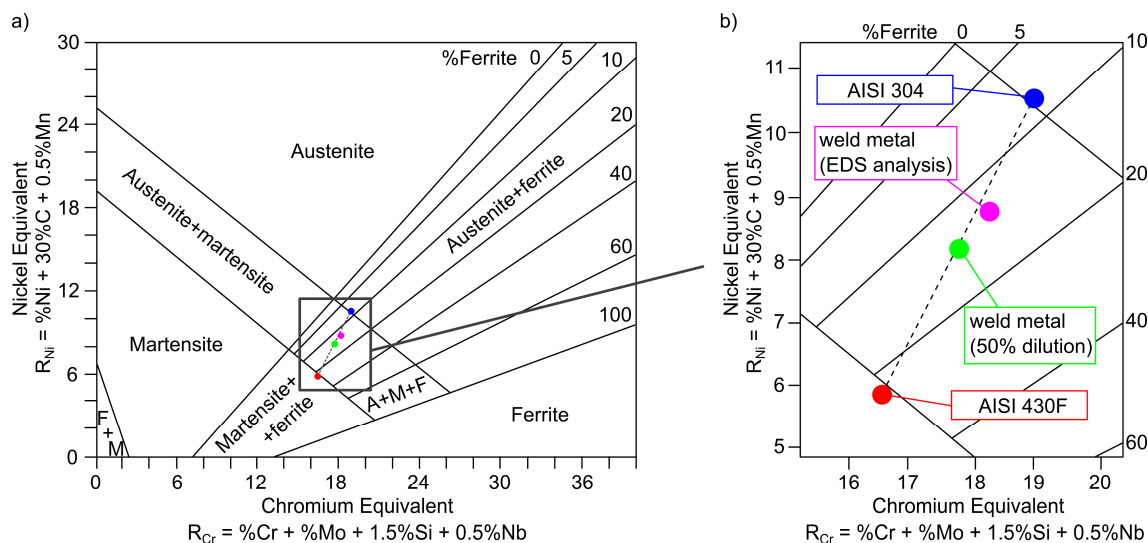 a)
30
24
18
12
6
0
Nickel Equivalent
R_Ni = %Ni + 30%C + 0.5%Mn
%Ferrite 0 5 10
20
40
60
100
Austenite
Austenite+martensite
Austenite+ferrite
Martensite
Martensite+
+ferrite
A+M+F
Ferrite
F
+
M
0 6 12 18 24 30 36
Chromium Equivalent
R_Cr = %Cr + %Mo + 1.5%Si + 0.5%Nb
b)
%Ferrite 0 5 10
20
40
60
11
10
9
8
7
6
5
Nickel Equivalent
R_Ni = %Ni + 30%C + 0.5%Mn
AISI 304
weld metal
(EDS analysis)
weld metal
(50% dilution)
AISI 430F
16 17 18 19 20
Chromium Equivalent
R_Cr = %Cr + %Mo + 1.5%Si + 0.5%Nb